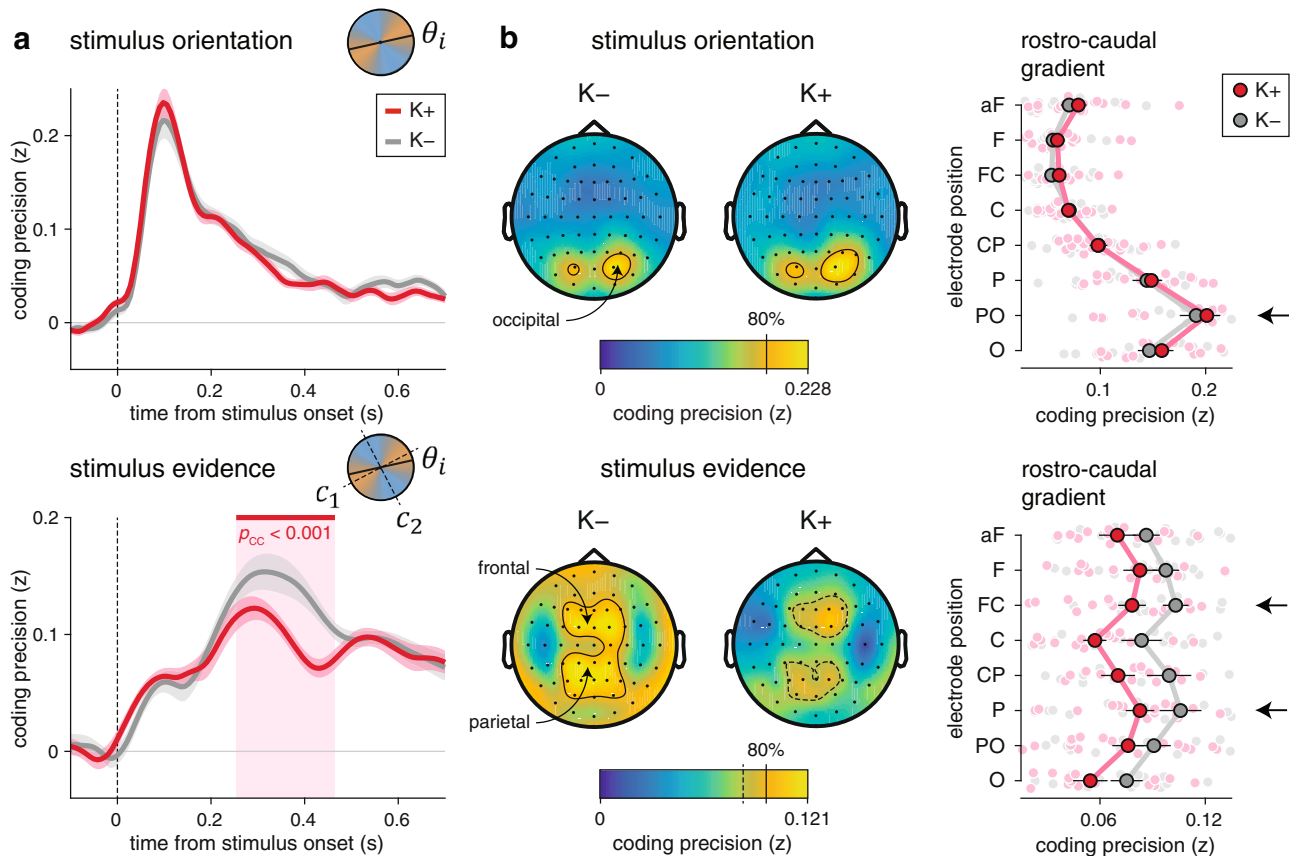 a
stimulus orientation
θi
K+
K−
0.2
0.1
0
coding precision (z)
0
0.2
0.4
0.6
time from stimulus onset (s)
b
stimulus orientation
K−
K+
occipital
80%
0
0.228
coding precision (z)
rostro-caudal
gradient
K+
K−
aF
F
FC
C
CP
P
PO
O
electrode position
0.1
0.2
coding precision (z)
stimulus evidence
θi
c1
c2
0.2
0.1
0
coding precision (z)
pCC < 0.001
0
0.2
0.4
0.6
time from stimulus onset (s)
stimulus evidence
K−
K+
frontal
parietal
80%
0
0.121
coding precision (z)
rostro-caudal
gradient
aF
F
FC
C
CP
P
PO
O
electrode position
0.06
0.12
coding precision (z)